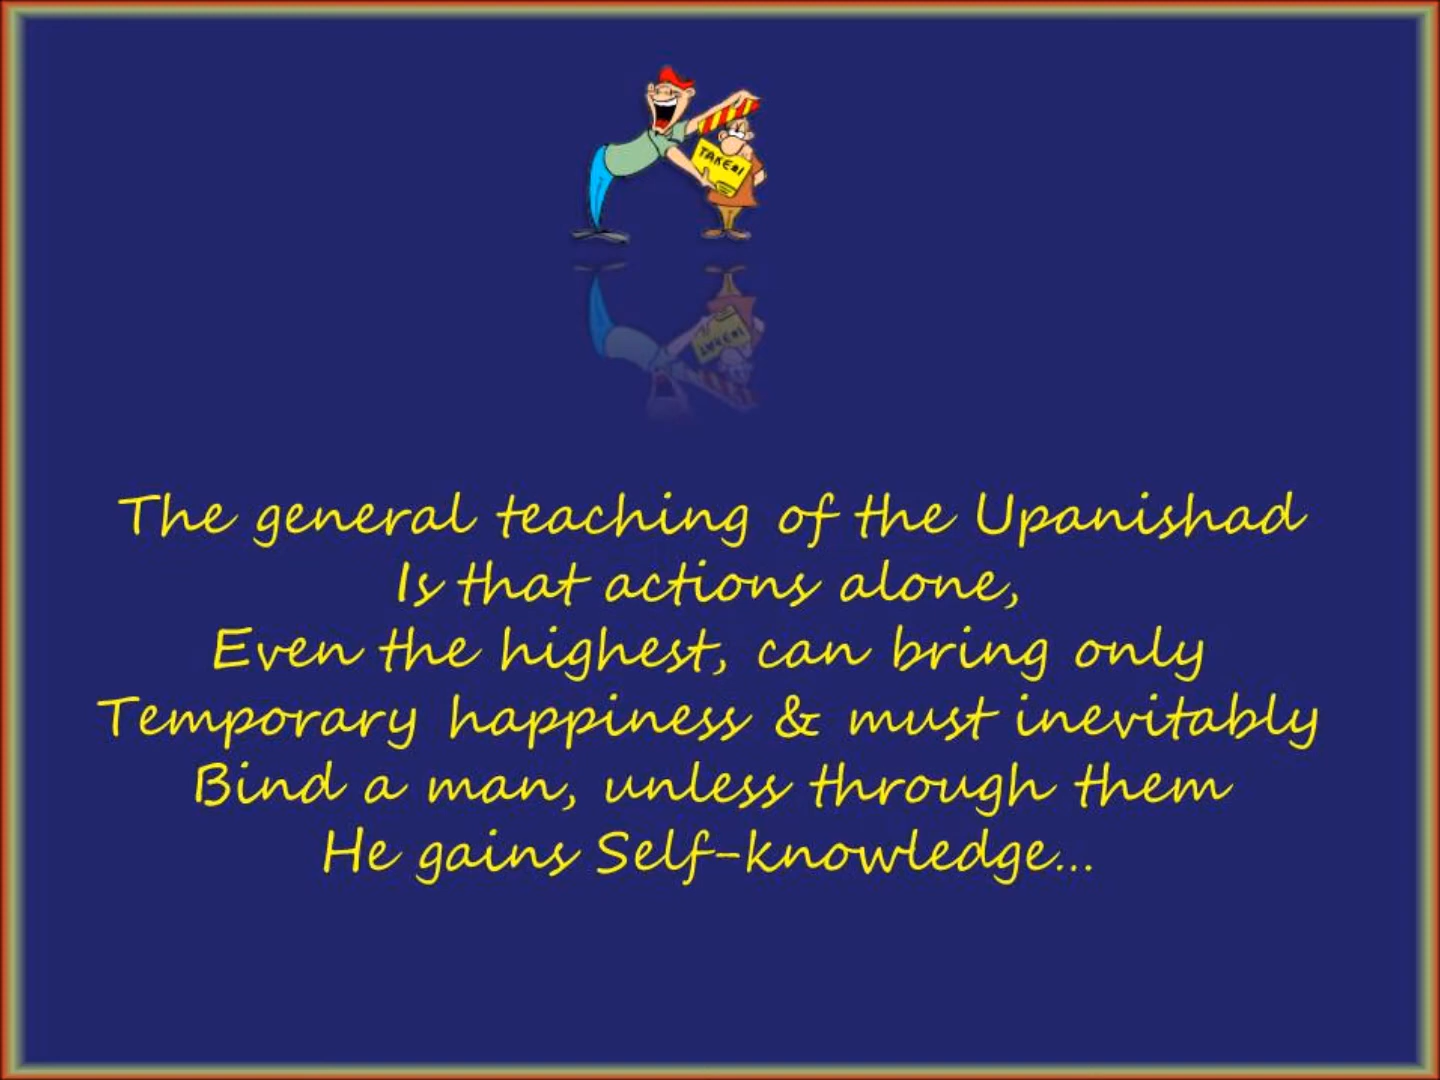 TAKE
The general teaching of the Upanishad
Is that actions alone,
Even the highest, can bring only
Temporary happiness & must inevitably
Bind a man, unless through them
He gains Self-knowledge...